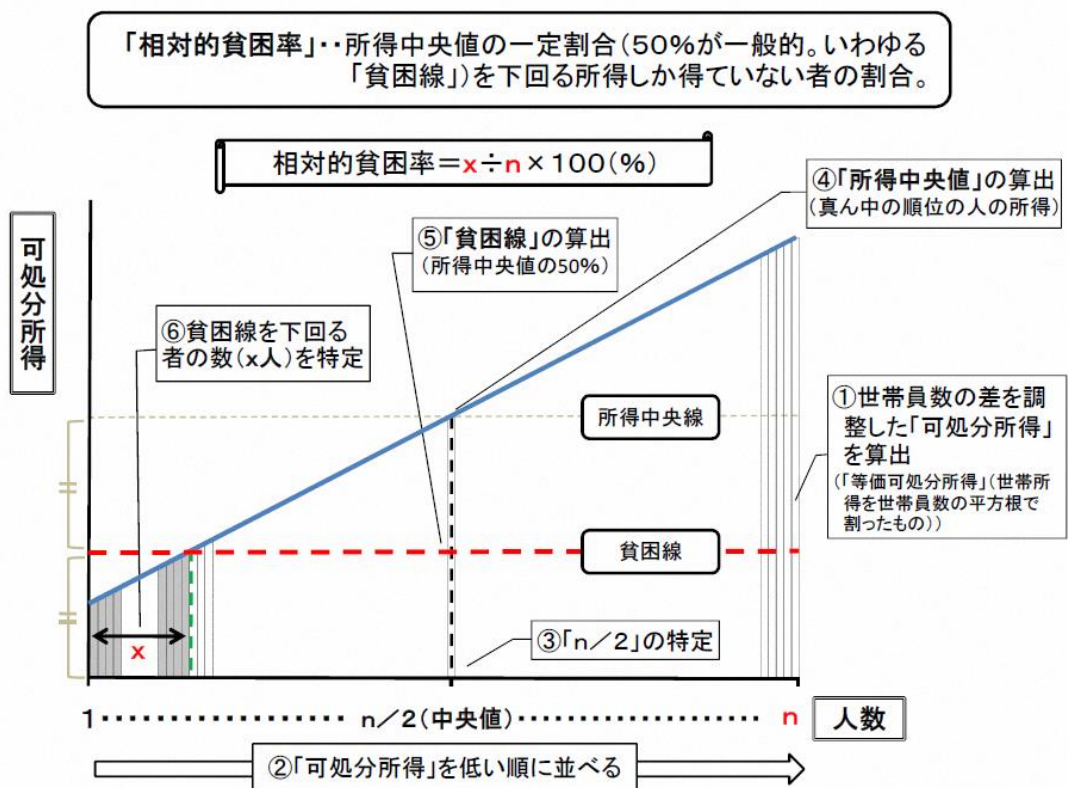 「相対的貧困率」･･所得中央値の一定割合(50%が一般的。いわゆる
「貧困線」)を下回る所得しか得ていない者の割合。
相対的貧困率=x÷n×100(%)
④「所得中央値」の算出
(真ん中の順位の人の所得)
可処分所得
⑤「貧困線」の算出
(所得中央値の50%)
⑥貧困線を下回る
者の数(x人)を特定
所得中央線
①世帯員数の差を調
整した「可処分所得」
を算出
(「等価可処分所得」(世帯所
得を世帯員数の平方根で
割ったもの))
貧困線
x
③「n/2」の特定
1･････････････ n/2(中央値)･･･････････････････ n
人数
②「可処分所得」を低い順に並べる